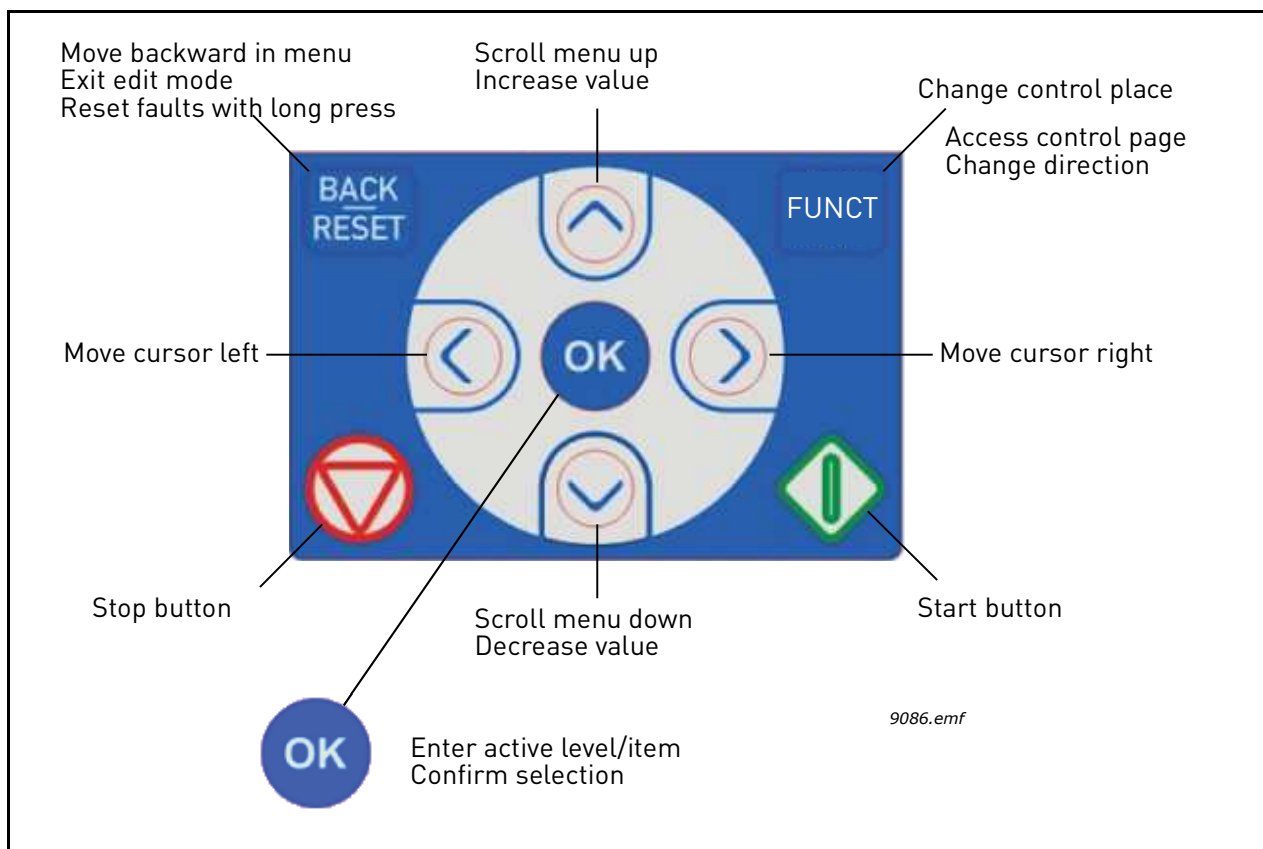 Move backward in menu
Exit edit mode
Reset faults with long press
Scroll menu up
Increase value
Change control place
Access control page
Change direction
BACK
RESET
FUNCT
Move cursor left
OK
Move cursor right
Stop button
Scroll menu down
Decrease value
Start button
9086.emf
OK
Enter active level/item
Confirm selection